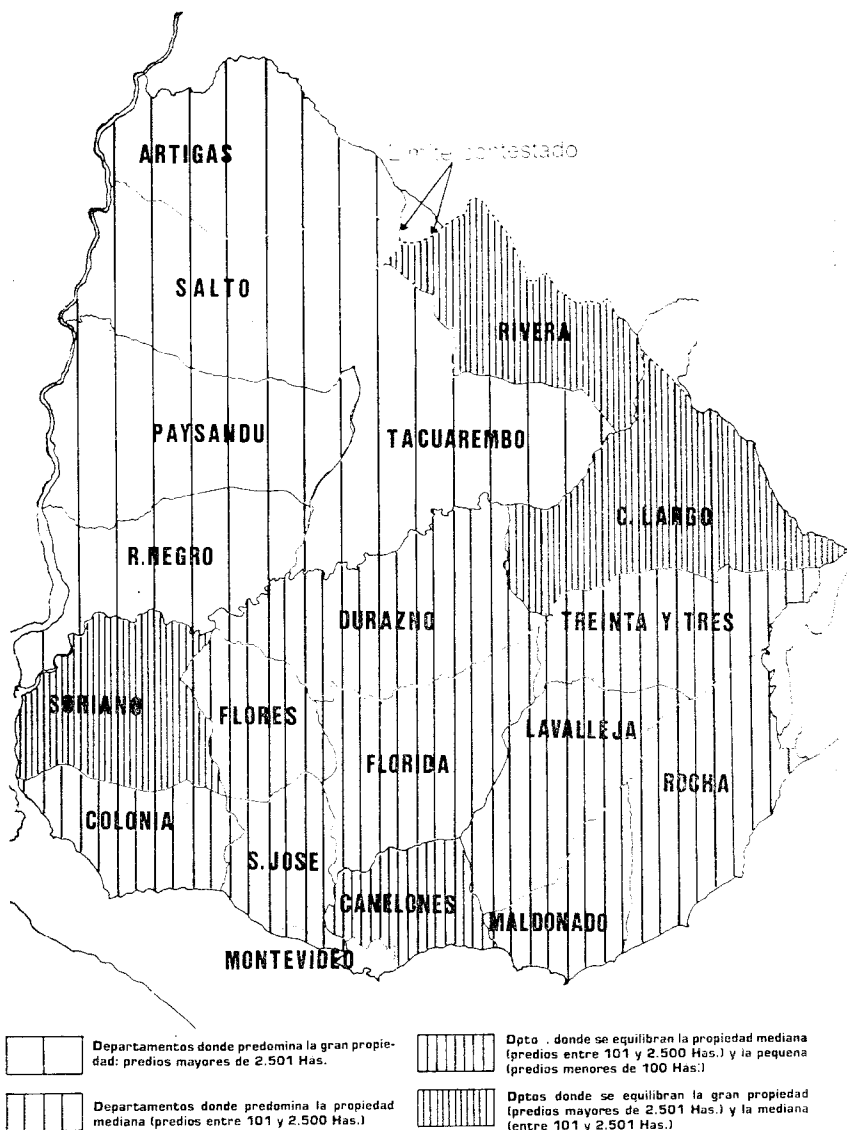 Límite contestado
ARTIGAS
SALTO
RIVERA
PAYSANDU
TACUAREMBO
C. LARGO
R. NEGRO
DURAZNO
TREINTA Y TRES
SORIANO
FLORES
LAVALLEJA
FLORIDA
ROCHA
COLONIA
S. JOSE
CANELONES
MALDONADO
MONTEVIDEO
Departamentos donde predomina la gran propie-
dad: predios mayores de 2.501 Hás.
Departamentos donde predomina la propiedad
mediana (predios entre 101 y 2.500 Has.)
Dpto . donde se equilibran la propiedad mediana
(predios entre 101 y 2.500 Has.) y la pequena
(predios menores de 100 Has.)
Dptos donde se equilibran la gran propiedad
(predios mayores de 2.501 Has.) y la mediana
(entre 101 y 2.501 Has.)